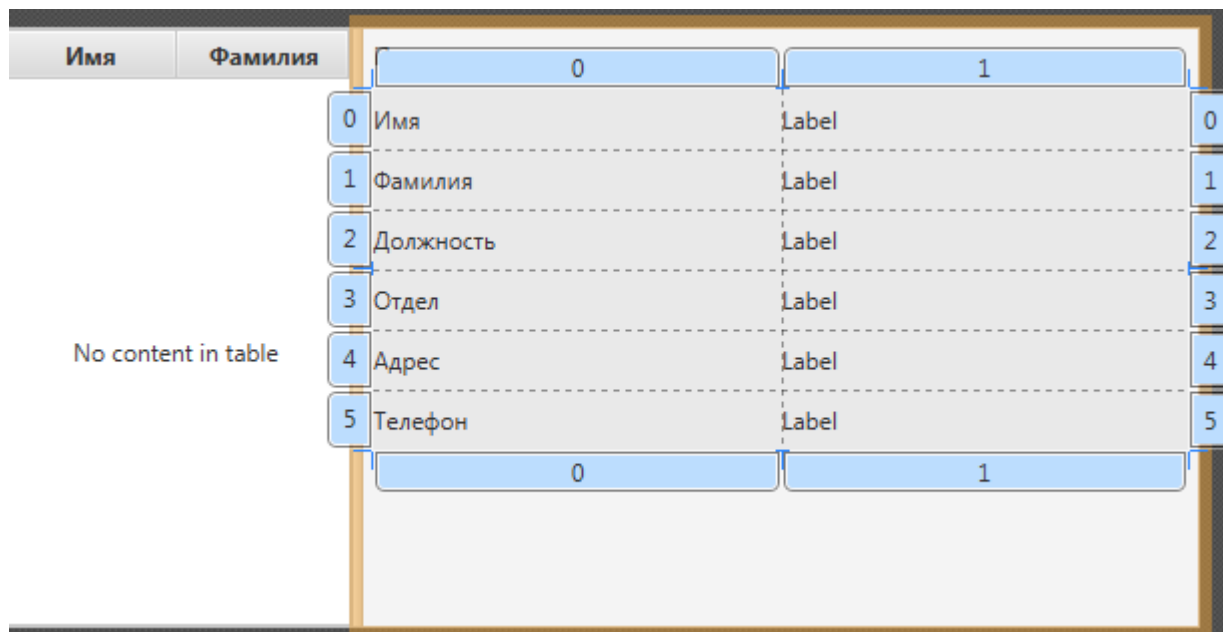 Имя Фамилия
0 1
0 Имя Label 0
1 Фамилия Label 1
2 Должность Label 2
3 Отдел Label 3
No content in table
4 Адрес Label 4
5 Телефон Label 5
0 1